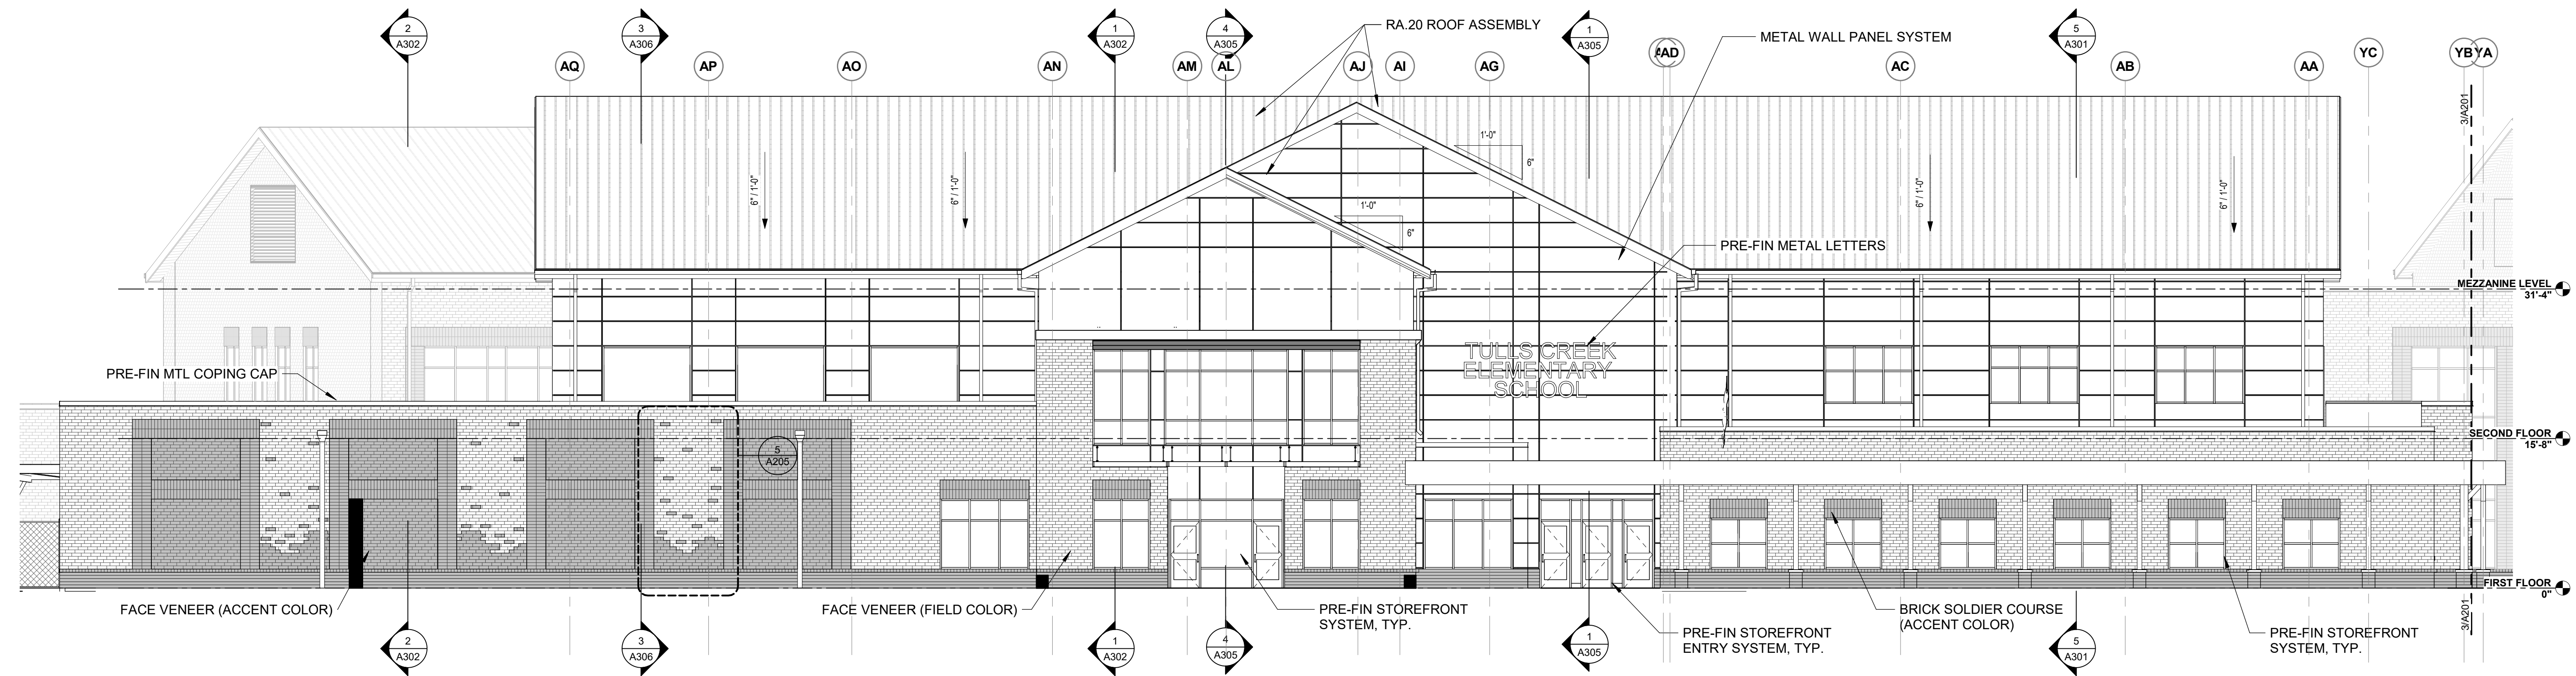 2
A302
3
A306
1
A302
4
A305
RA.20 ROOF ASSEMBLY
1
A305
METAL WALL PANEL SYSTEM
5
A301
AQ
AP
AO
AN
AM
AL
AJ
AI
AG
AD
AC
AB
AA
YC
YB
YA
3/A201
1'-0"
6"
6" / 1'-0"
6" / 1'-0"
6" / 1'-0"
6" / 1'-0"
1'-0"
6"
PRE-FIN METAL LETTERS
MEZZANINE LEVEL
31'-4"
TULLS CREEK
ELEMENTARY
SCHOOL
PRE-FIN MTL COPING CAP
SECOND FLOOR
15'-8"
5
A205
FIRST FLOOR
0"
FACE VENEER (ACCENT COLOR)
FACE VENEER (FIELD COLOR)
PRE-FIN STOREFRONT
SYSTEM, TYP.
PRE-FIN STOREFRONT
ENTRY SYSTEM, TYP.
BRICK SOLDIER COURSE
(ACCENT COLOR)
PRE-FIN STOREFRONT
SYSTEM, TYP.
3/A201
2
A302
3
A306
1
A302
4
A305
1
A305
5
A301